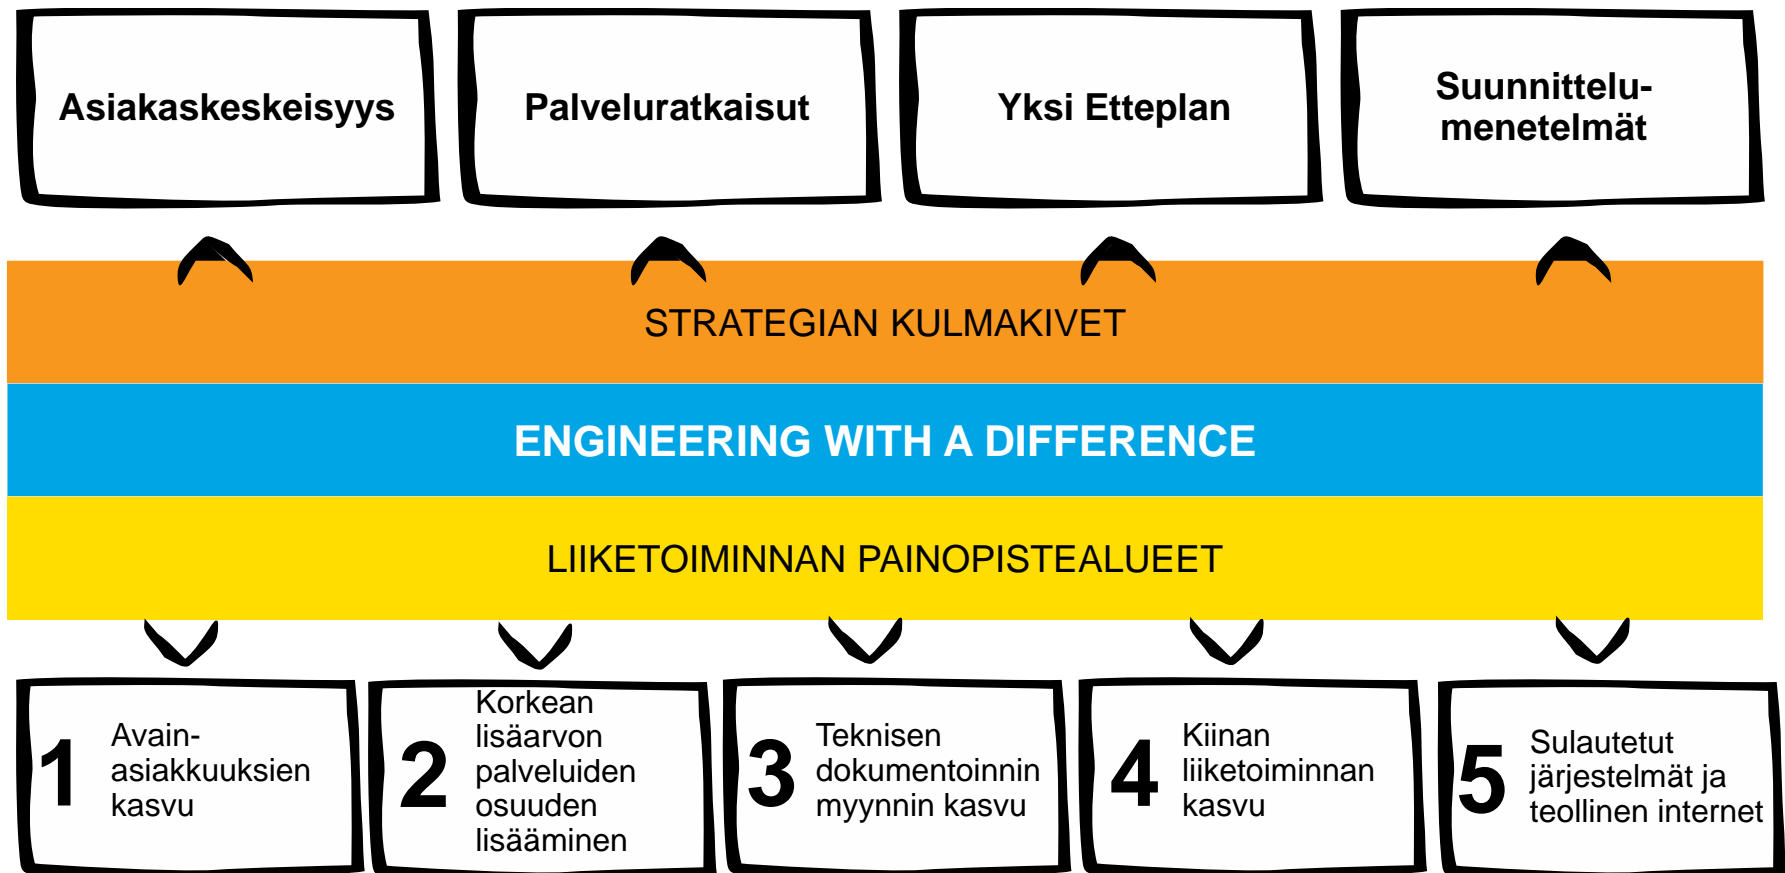 Asiakaskeskeisyys
Palveluratkaisut
Yksi Etteplan
Suunnittelu-
menetelmät
STRATEGIAN KULMAKIVET
ENGINEERING WITH A DIFFERENCE
LIIKETOIMINNAN PAINOPISTEALUEET
1
Avain-
asiakkuuksien
kasvu
2
Korkean
lisäarvon
palveluiden
osuuden
lisääminen
3
Teknisen
dokumentoinnin
myynnin kasvu
4
Kiinan
liiketoiminnan
kasvu
5
Sulautetut
järjestelmät ja
teollinen internet